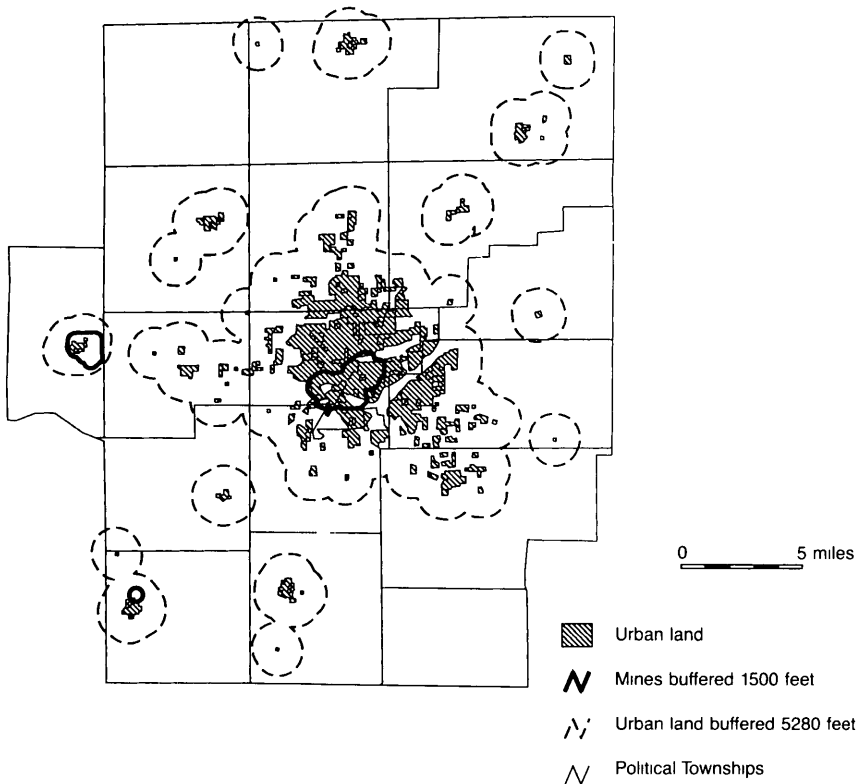 0 5 miles
Urban land
Mines buffered 1500 feet
Urban land buffered 5280 feet
Political Townships